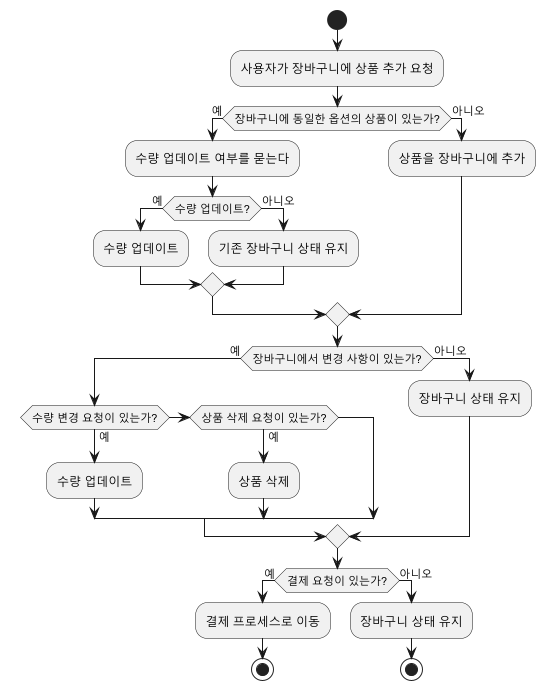 사용자가 장바구니에 상품 추가 요청
예
장바구니에 동일한 옵션의 상품이 있는가?
아니오
수량 업데이트 여부를 묻는다
상품을 장바구니에 추가
예
수량 업데이트?
아니오
수량 업데이트
기존 장바구니 상태 유지
예
장바구니에서 변경 사항이 있는가?
아니오
장바구니 상태 유지
수량 변경 요청이 있는가?
상품 삭제 요청이 있는가?
예
예
수량 업데이트
상품 삭제
예
결제 요청이 있는가?
아니오
결제 프로세스로 이동
장바구니 상태 유지